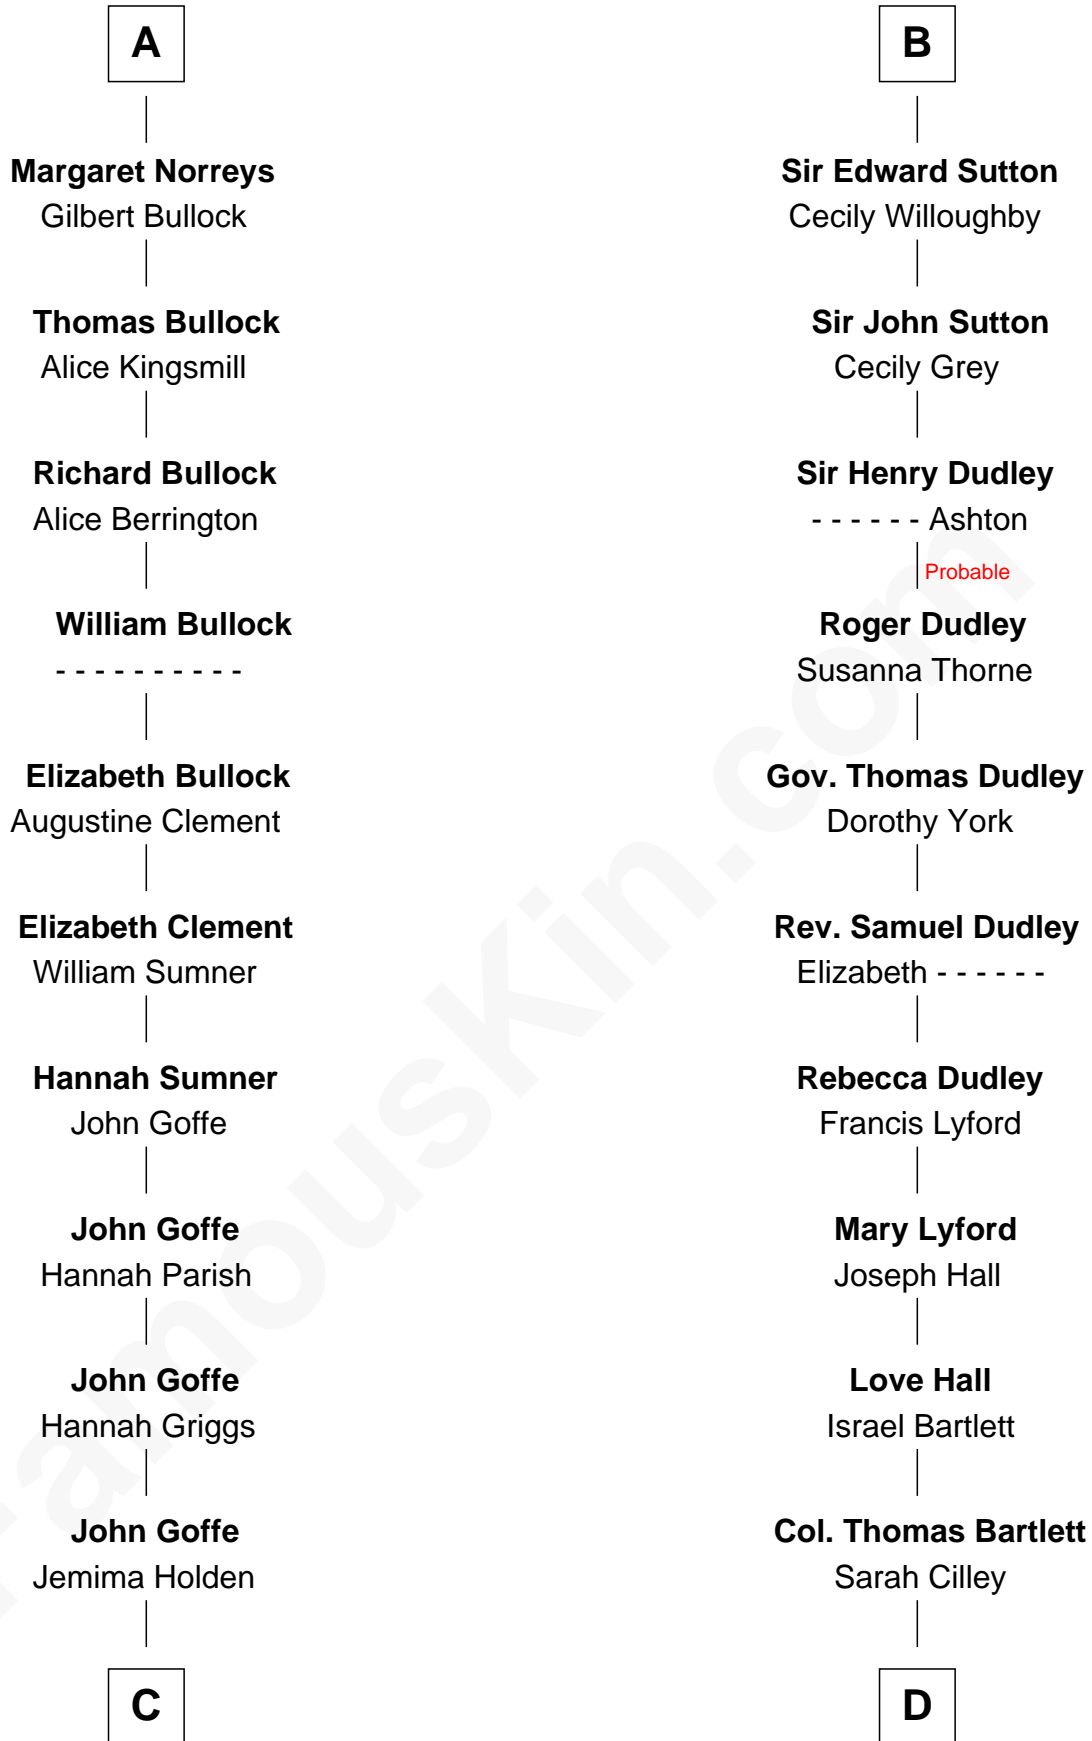 A
Margaret Norreys
Gilbert Bullock
Thomas Bullock
Alice Kingsmill
Richard Bullock
Alice Berrington
William Bullock
- - - - - - - - - -
Elizabeth Bullock
Augustine Clement
Elizabeth Clement
William Sumner
Hannah Sumner
John Goffe
John Goffe
Hannah Parish
John Goffe
Hannah Griggs
John Goffe
Jemima Holden
C
B
Sir Edward Sutton
Cecily Willoughby
Sir John Sutton
Cecily Grey
Sir Henry Dudley
- - - - - - Ashton
Probable
Roger Dudley
Susanna Thorne
Gov. Thomas Dudley
Dorothy York
Rev. Samuel Dudley
Elizabeth - - - - - -
Rebecca Dudley
Francis Lyford
Mary Lyford
Joseph Hall
Love Hall
Israel Bartlett
Col. Thomas Bartlett
Sarah Cilley
D
FamousKin.com